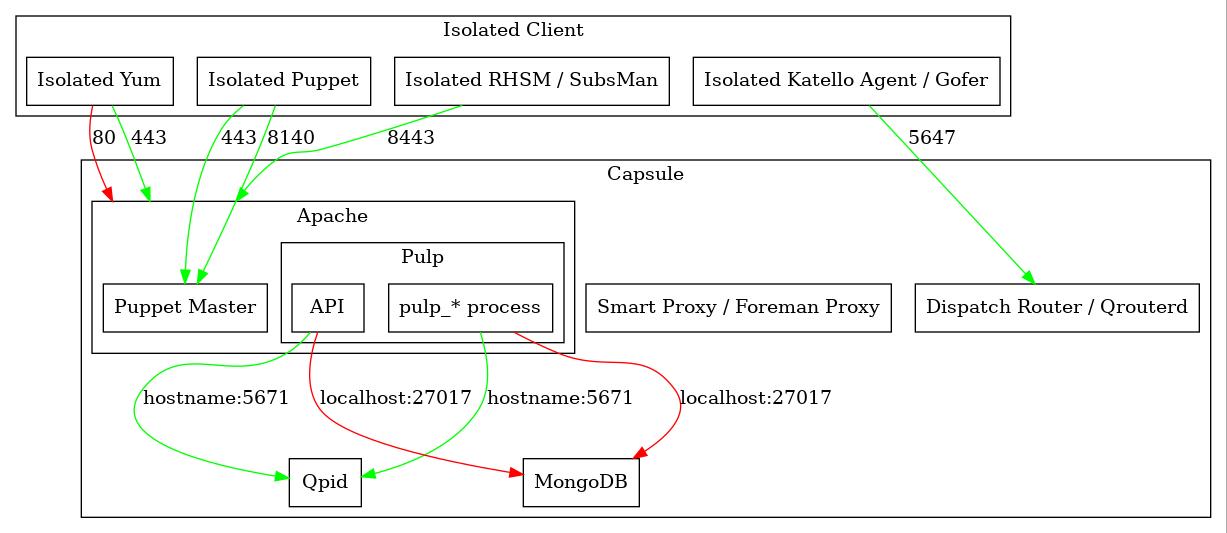 Isolated Client
Isolated Yum
Isolated Puppet
Isolated RHSM / SubsMan
Isolated Katello Agent / Gofer
80
443
443
8140
8443
5647
Capsule
Apache
Pulp
Puppet Master
API
pulp_* process
Smart Proxy / Foreman Proxy
Dispatch Router / Qrouterd
hostname:5671
localhost:27017
hostname:5671
localhost:27017
Qpid
MongoDB